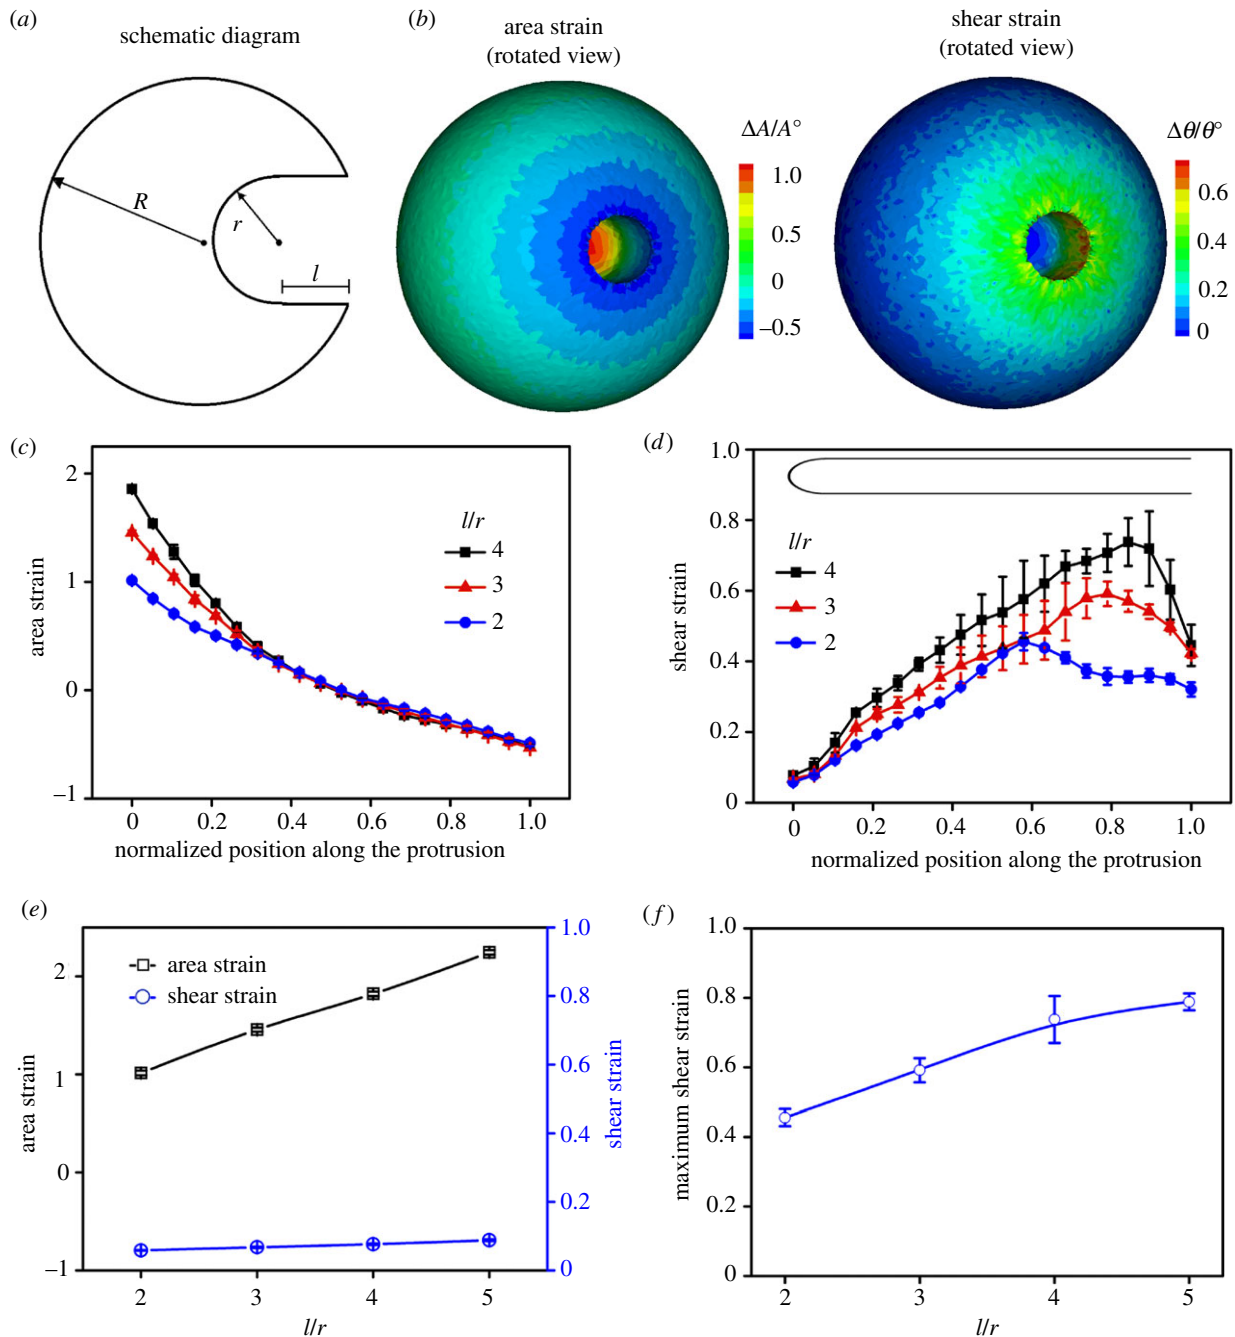 (a)
schematic diagram
R
r
l
(b)
area strain
(rotated view)
ΔA/A°
1.0
0.5
0
–0.5
shear strain
(rotated view)
Δθ/θ°
0.6
0.4
0.2
0
(c)
2
1
0
–1
area strain
l/r
4
3
2
0 0.2 0.4 0.6 0.8 1.0
normalized position along the protrusion
(d)
1.0
0.8
0.6
0.4
0.2
0
shear strain
l/r
4
3
2
0 0.2 0.4 0.6 0.8 1.0
normalized position along the protrusion
(e)
2
1
0
–1
area strain
area strain
shear strain
1.0
0.8
0.6
0.4
0.2
0
shear strain
2 3 4 5
l/r
(f)
1.0
0.8
0.6
0.4
0.2
0
maximum shear strain
2 3 4 5
l/r